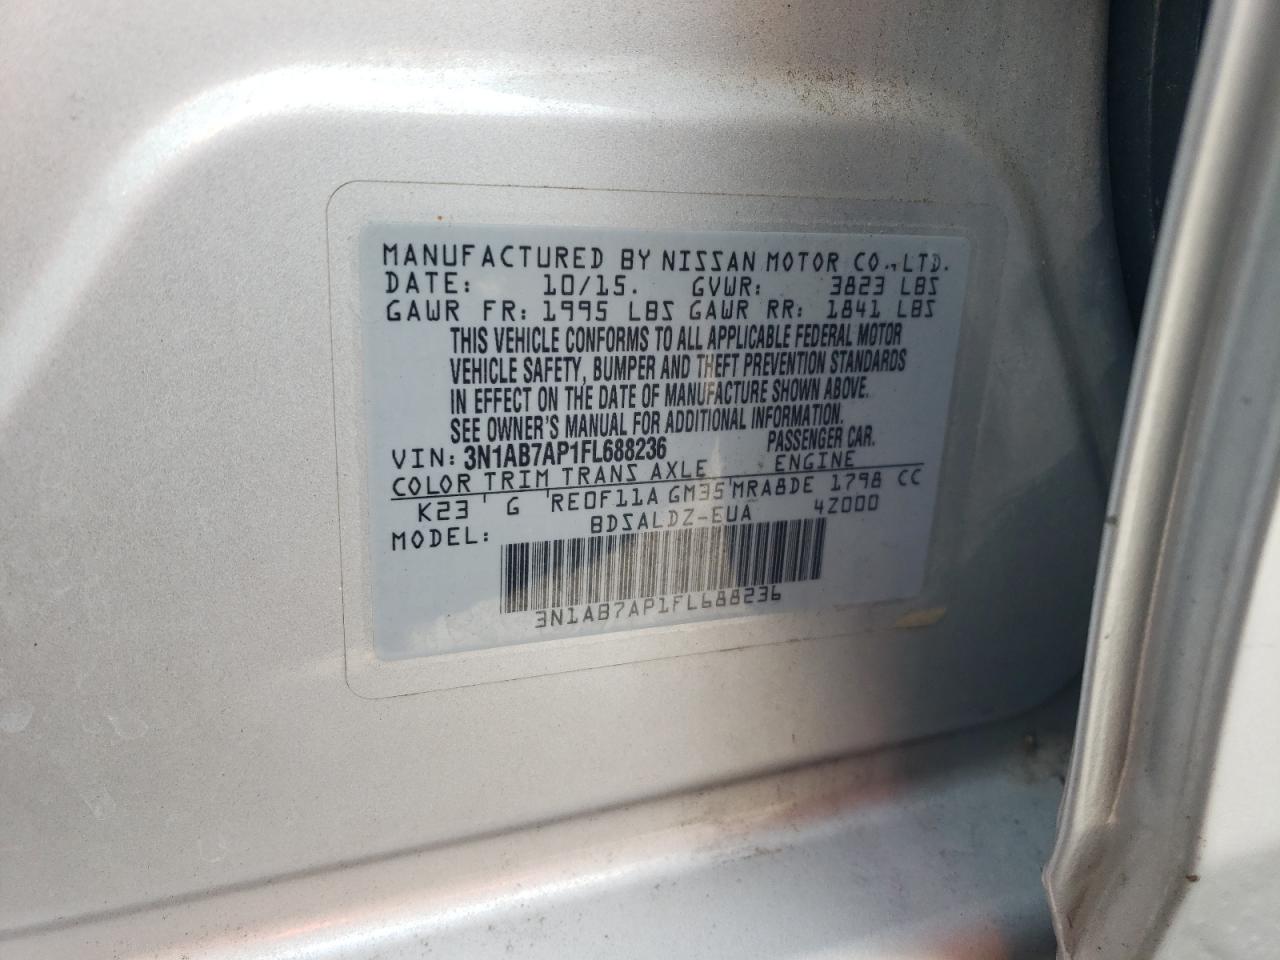 MANUFACTURED BY NISSAN MOTOR CO., LTD.
DATE: 10/15. GVWR: 3823 LBS
GAWR FR: 1995 LBS GAWR RR: 1841 LBS
THIS VEHICLE CONFORMS TO ALL APPLICABLE FEDERAL MOTOR
VEHICLE SAFETY, BUMPER AND THEFT PREVENTION STANDARDS
IN EFFECT ON THE DATE OF MANUFACTURE SHOWN ABOVE.
SEE OWNER'S MANUAL FOR ADDITIONAL INFORMATION.
VIN: 3N1AB7AP1FL688236 PASSENGER CAR.
COLOR TRIM TRANS AXLE ENGINE
K23 G RE0F11A GM35 MRA8DE 1798 CC
MODEL: BDSALDZ-EUA 4Z000
3N1AB7AP1FL688236